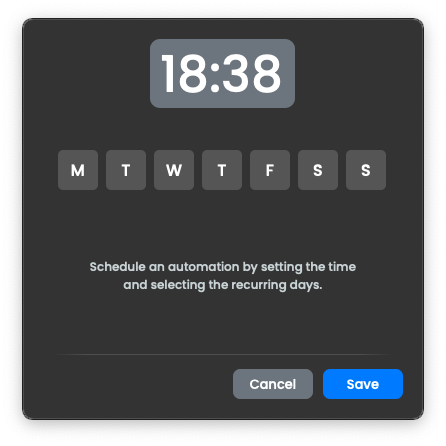 18:38
M T W T F S S
Schedule an automation by setting the time
and selecting the recurring days.
Cancel Save